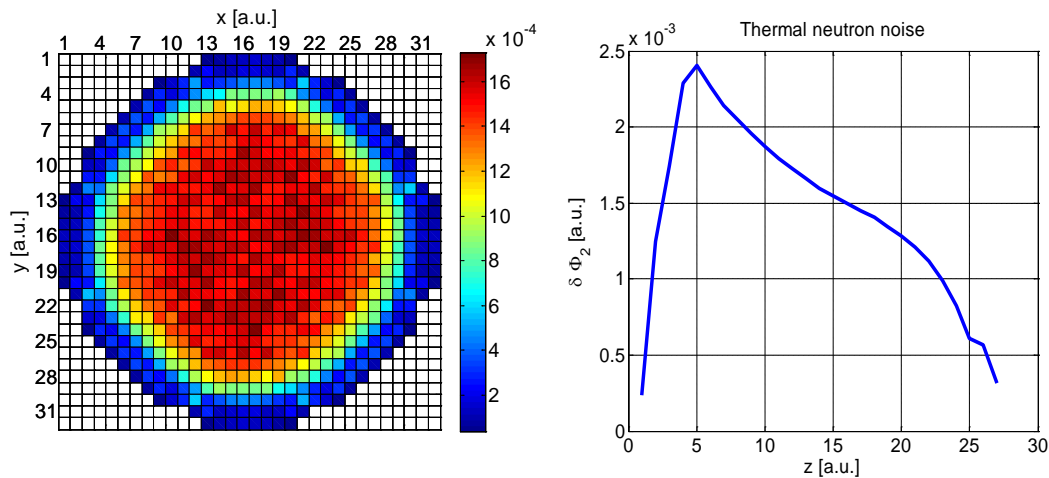 x [a.u.]
1 4 7 10 13 16 19 22 25 28 31
1
4
7
10
13
16
19
22
25
28
31
y [a.u.]
x 10⁻⁴
16
14
12
10
8
6
4
2
Thermal neutron noise
x 10⁻³
2.5
2
1.5
1
0.5
0
δ Φ₂ [a.u.]
0 5 10 15 20 25 30
z [a.u.]